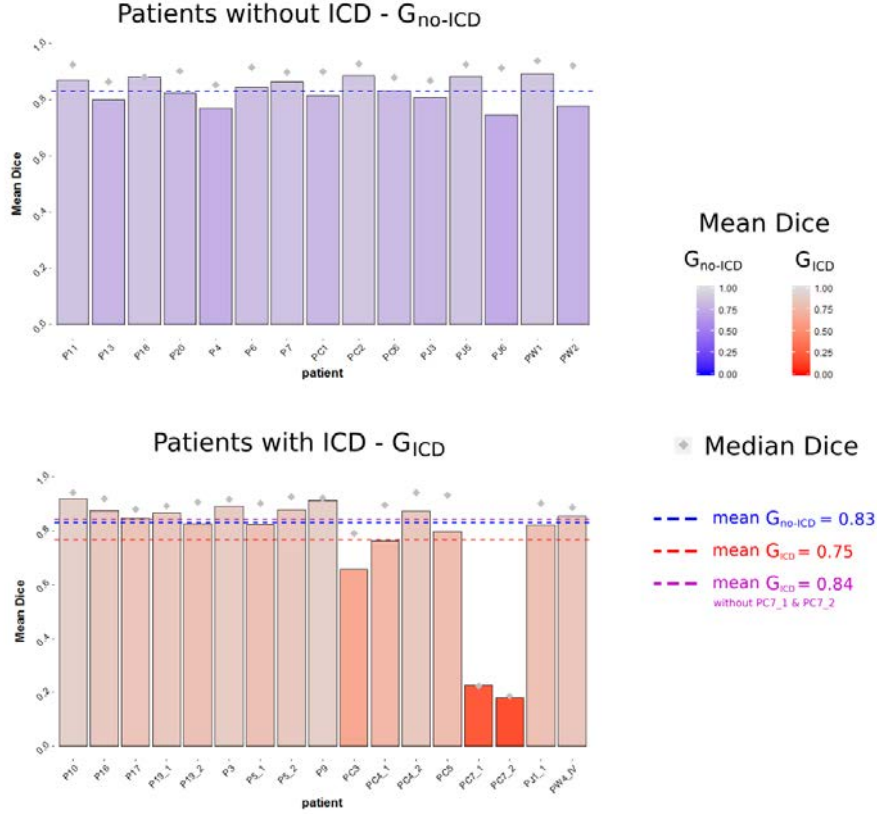 Patients without ICD - Gno-ICD
1.0
0.8
0.6
0.4
0.2
0.0
Mean Dice
P11 P13 P18 P20 P4 P6 P7 PC1 PC2 PC6 PJ3 PJ5 PJ6 PW1 PW2
patient
Mean Dice
Gno-ICD GICD
1.00 1.00
0.75 0.75
0.50 0.50
0.25 0.25
0.00 0.00
Patients with ICD - GICD
1.0
0.8
0.6
0.4
0.2
0.0
Mean Dice
P10 P16 P17 P19_1 P19_2 P3 P5_1 P5_2 P9 PC3 PC4_1 PC4_2 PC5 PC7_1 PC7_2 PJ1_1 PW4_IV
patient
Median Dice
mean Gno-ICD = 0.83
mean GICD = 0.75
mean GICD = 0.84
without PC7_1 & PC7_2